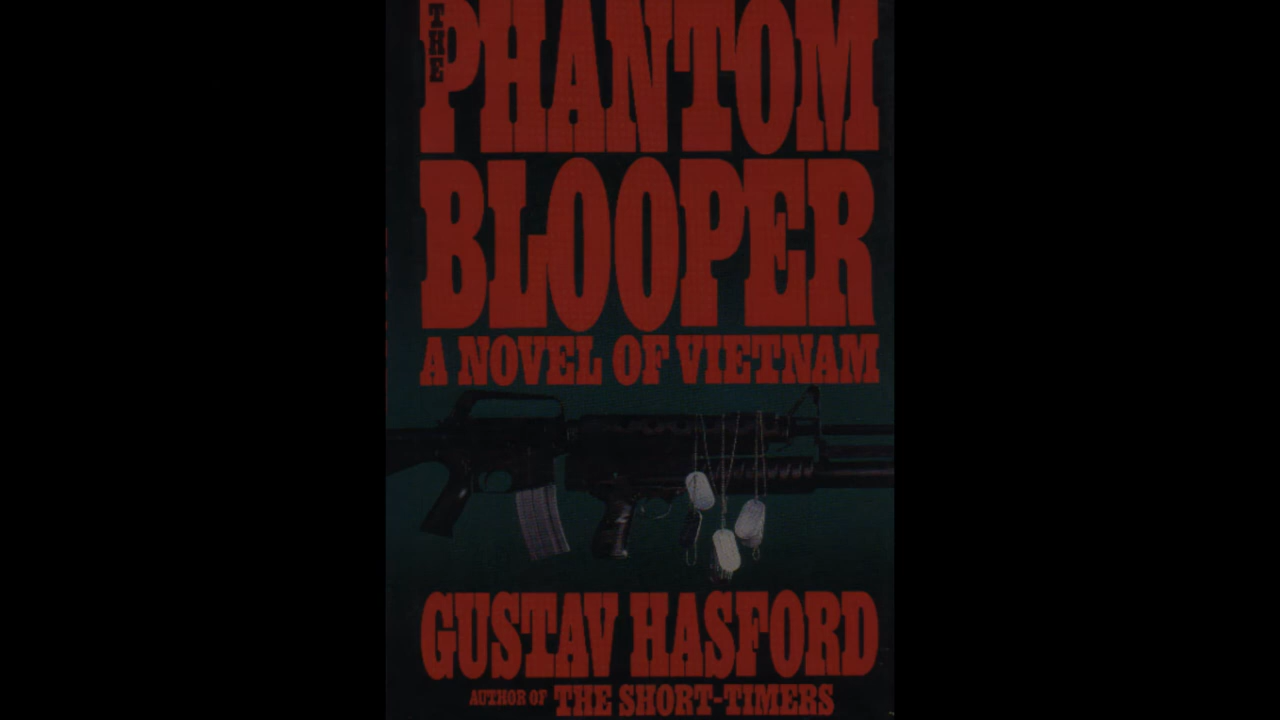 THE
PHANTOM
BLOOPER
A NOVEL OF VIETNAM
GUSTAV HASFORD
AUTHOR OF THE SHORT-TIMERS